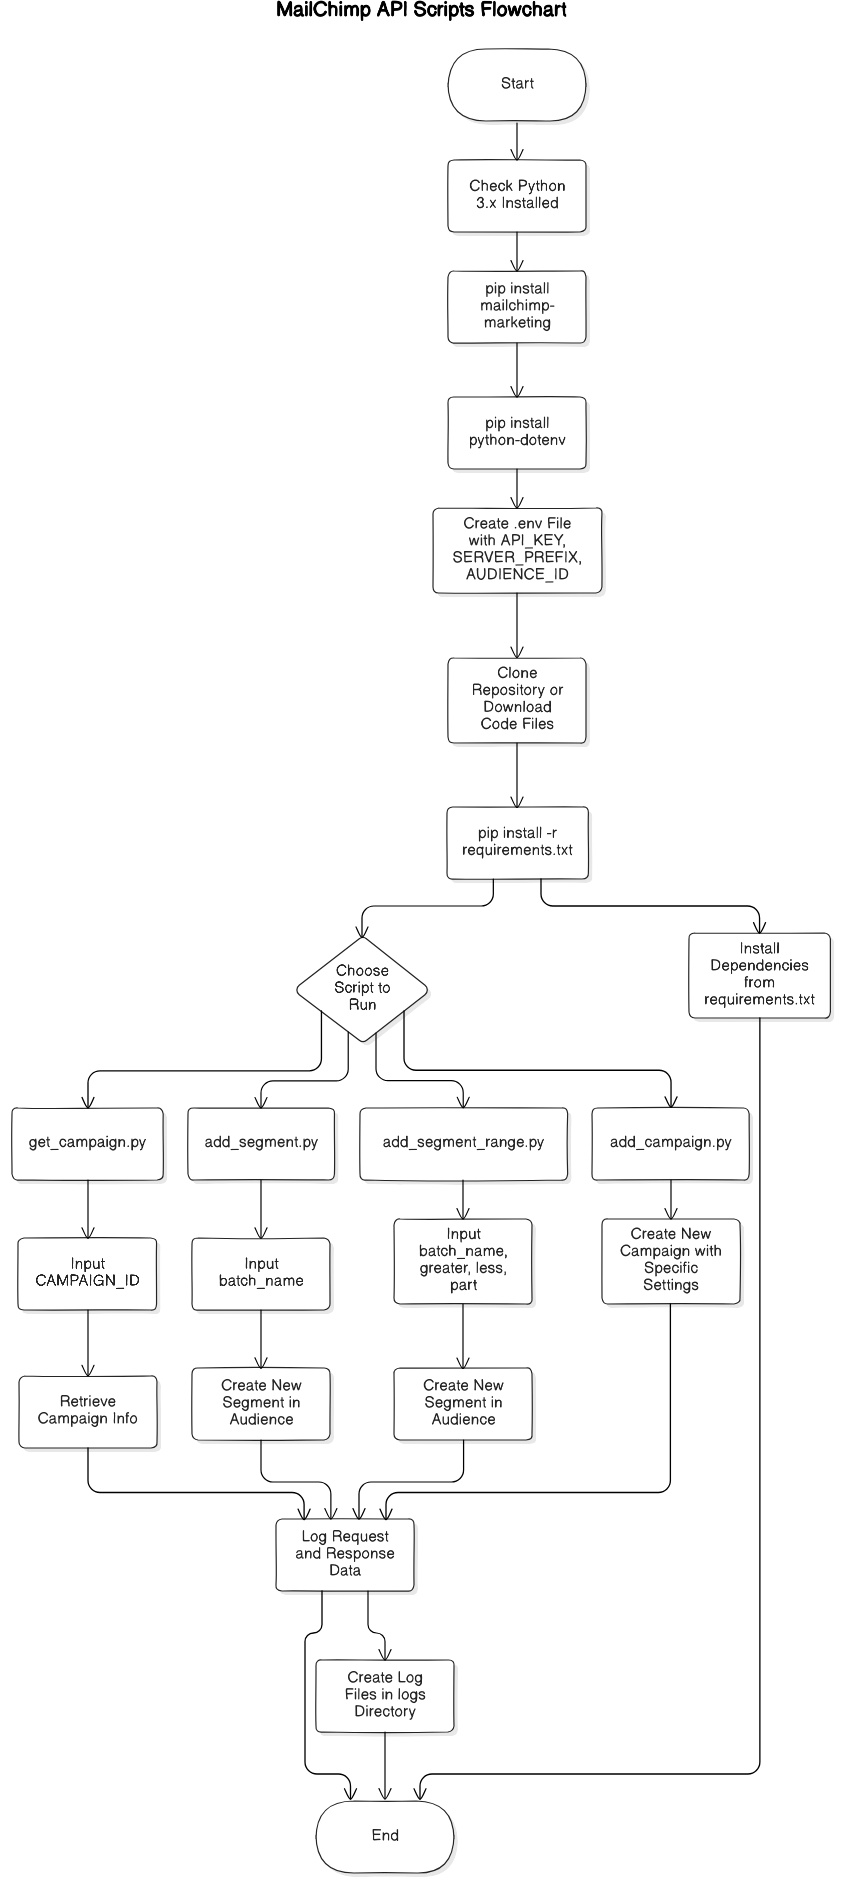 MailChimp API Scripts Flowchart
Start
Check Python
3.x Installed
pip install
mailchimp-
marketing
pip install
python-dotenv
Create .env File
with API_KEY,
SERVER_PREFIX,
AUDIENCE_ID
Clone
Repository or
Download
Code Files
pip install -r
requirements.txt
Choose
Script to
Run
Install
Dependencies
from
requirements.txt
get_campaign.py
add_segment.py
add_segment_range.py
add_campaign.py
Input
CAMPAIGN_ID
Input
batch_name
Input
batch_name,
greater, less,
part
Create New
Campaign with
Specific
Settings
Retrieve
Campaign Info
Create New
Segment in
Audience
Create New
Segment in
Audience
Log Request
and Response
Data
Create Log
Files in logs
Directory
End